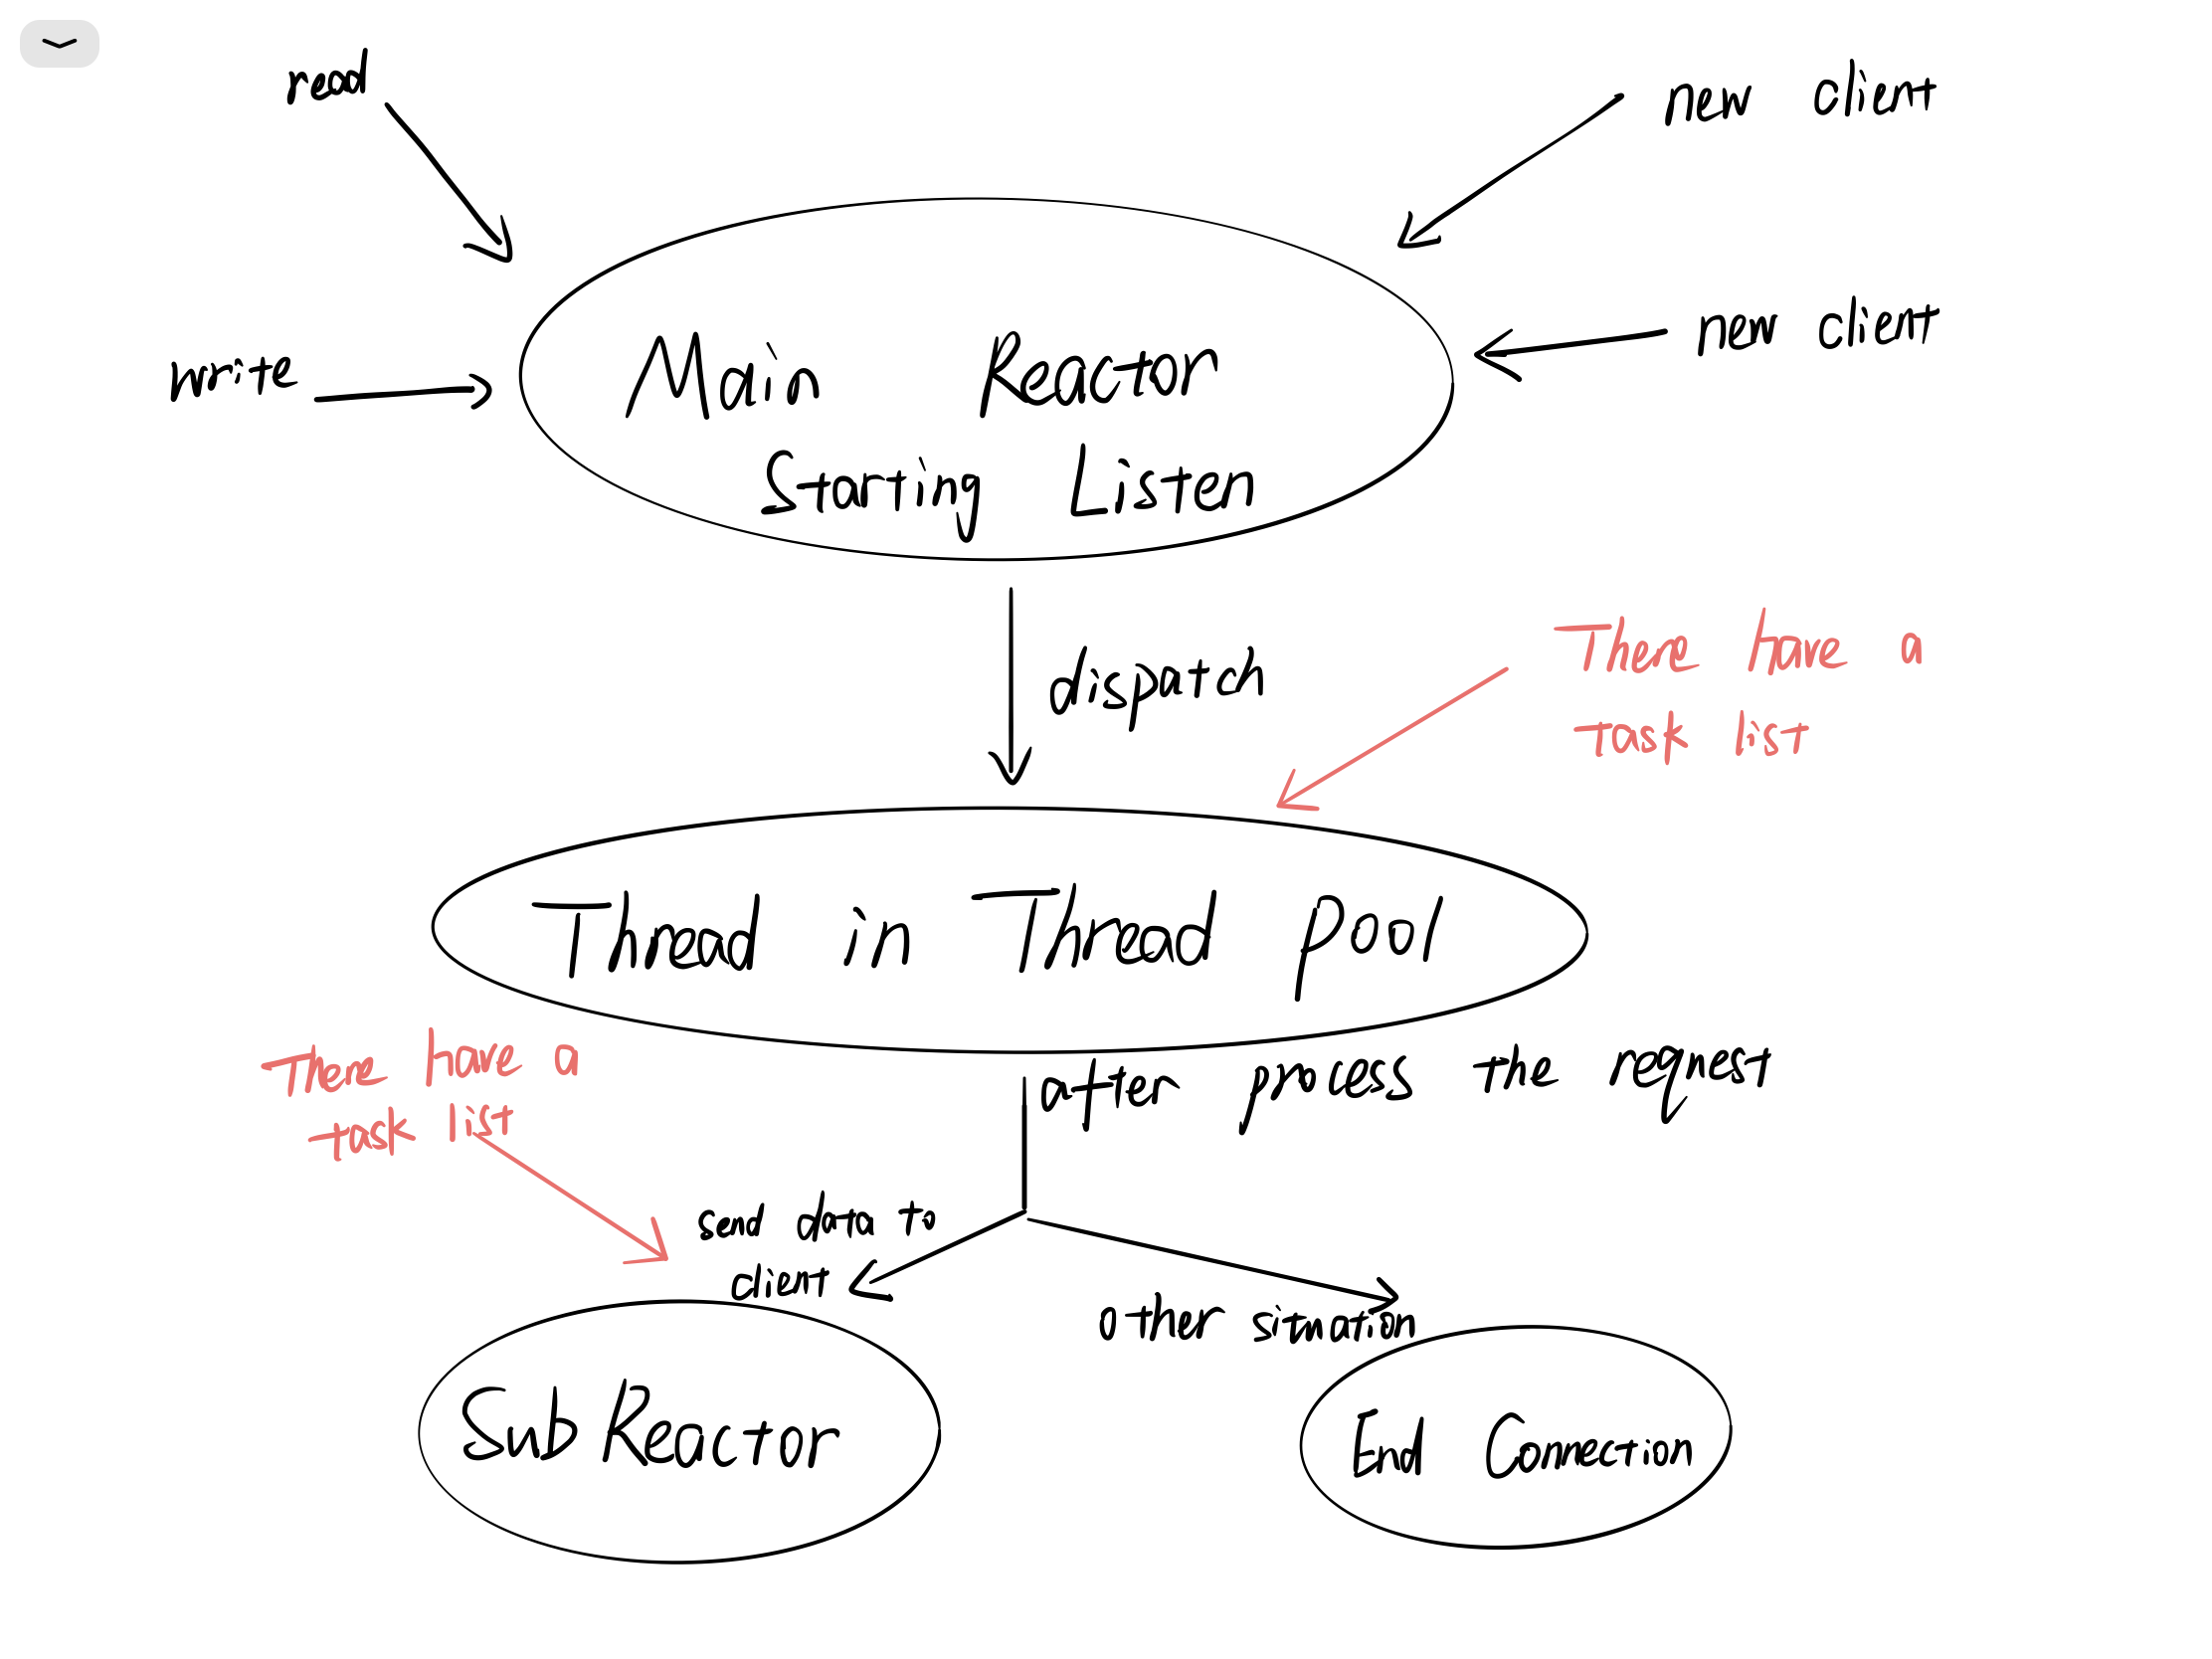 read
new client
write
new client
Main Reactor
Starting Listen
dispatch
There have a
task list
Thread in Thread pool
There have a
task list
after process the request
send data to
client
other situation
Sub Reactor
End Connection